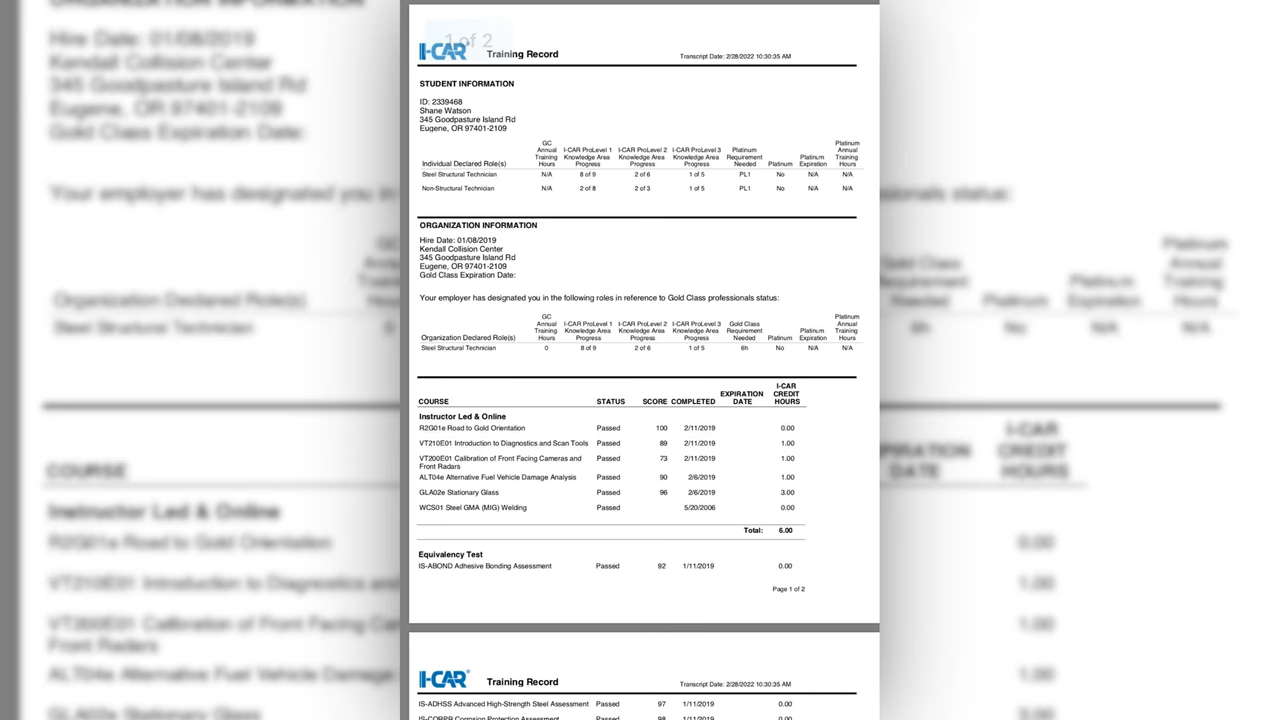 1 of 2
I-CAR Training Record Transcript Date: 2/28/2022 10:30:35 AM
STUDENT INFORMATION
ID: 2339468
Shane Watson
345 Goodpasture Island Rd
Eugene, OR 97401-2109
Individual Declared Role(s) GC Annual Training Hours I-CAR ProLevel 1 Knowledge Area Progress I-CAR ProLevel 2 Knowledge Area Progress I-CAR ProLevel 3 Knowledge Area Progress Platinum Requirement Needed Platinum Platinum Expiration Platinum Annual Training Hours
Steel Structural Technician N/A 8 of 9 2 of 6 1 of 5 PL1 No N/A N/A
Non-Structural Technician N/A 2 of 8 2 of 3 1 of 5 PL1 No N/A N/A
ORGANIZATION INFORMATION
Hire Date: 01/08/2019
Kendall Collision Center
345 Goodpasture Island Rd
Eugene, OR 97401-2109
Gold Class Expiration Date:
Your employer has designated you in the following roles in reference to Gold Class professionals status:
Organization Declared Role(s) GC Annual Training Hours I-CAR ProLevel 1 Knowledge Area Progress I-CAR ProLevel 2 Knowledge Area Progress I-CAR ProLevel 3 Knowledge Area Progress Gold Class Requirement Needed Platinum Platinum Expiration Platinum Annual Training Hours
Steel Structural Technician 0 8 of 9 2 of 6 1 of 5 6h No N/A N/A
COURSE STATUS SCORE COMPLETED EXPIRATION DATE I-CAR CREDIT HOURS
Instructor Led & Online
R2G01e Road to Gold Orientation Passed 100 2/11/2019 0.00
VT210E01 Introduction to Diagnostics and Scan Tools Passed 89 2/11/2019 1.00
VT200E01 Calibration of Front Facing Cameras and Passed 73 2/11/2019 1.00
Front Radars
ALT04e Alternative Fuel Vehicle Damage Analysis Passed 90 2/6/2019 1.00
GLA02e Stationary Glass Passed 96 2/6/2019 3.00
WCS01 Steel GMA (MIG) Welding Passed 5/20/2006 0.00
Total: 6.00
Equivalency Test
IS-ABOND Adhesive Bonding Assessment Passed 92 1/11/2019 0.00
Page 1 of 2
I-CAR Training Record Transcript Date: 2/28/2022 10:30:35 AM
IS-ADHSS Advanced High-Strength Steel Assessment Passed 97 1/11/2019 0.00
IS-CORPR Corrosion Protection Assessment Passed 98 1/11/2019 0.00